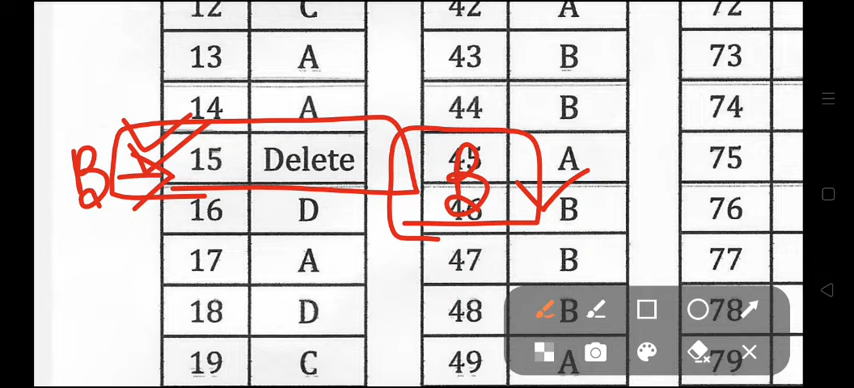 12 C 42 A 72
13 A 43 B 73
14 A 44 B 74
B 15 Delete 45 A 75
B
16 D 46 B 76
17 A 47 B 77
18 D 48 B 78
19 C 49 A 79